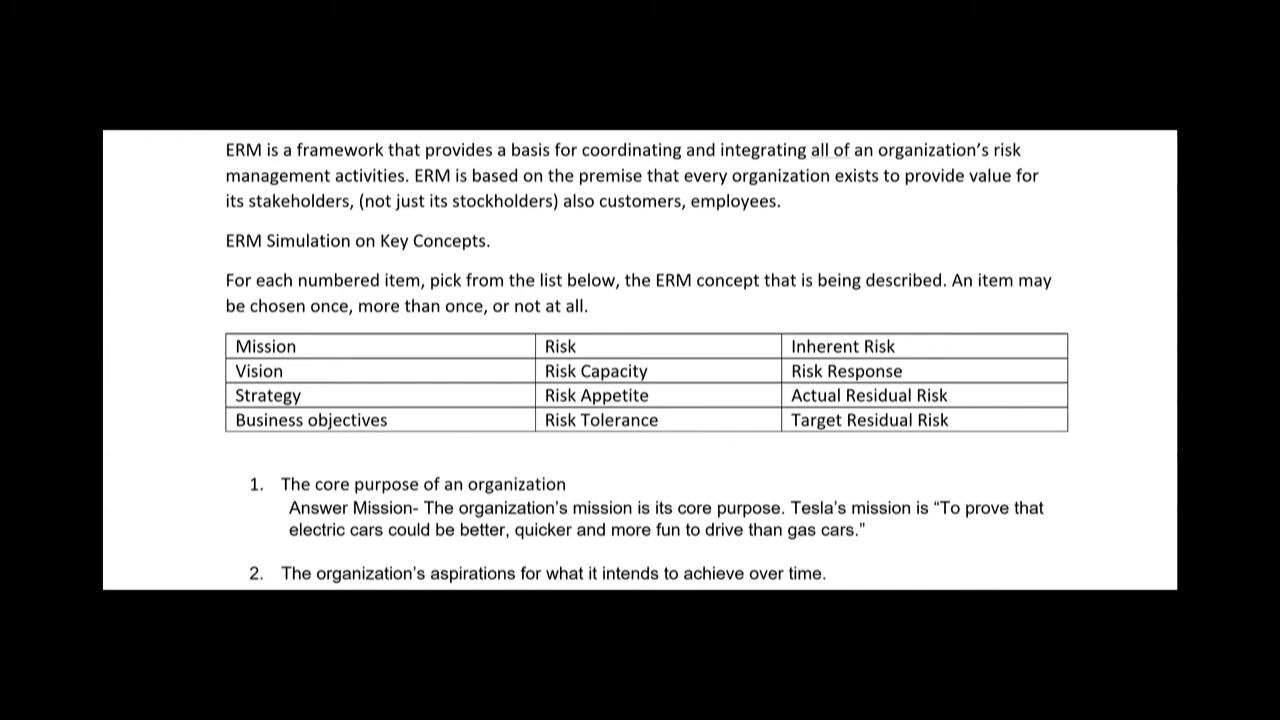 ERM is a framework that provides a basis for coordinating and integrating all of an organization’s risk
management activities. ERM is based on the premise that every organization exists to provide value for
its stakeholders, (not just its stockholders) also customers, employees.
ERM Simulation on Key Concepts.
For each numbered item, pick from the list below, the ERM concept that is being described. An item may
be chosen once, more than once, or not at all.
Mission Risk Inherent Risk
Vision Risk Capacity Risk Response
Strategy Risk Appetite Actual Residual Risk
Business objectives Risk Tolerance Target Residual Risk
1. The core purpose of an organization
Answer Mission- The organization’s mission is its core purpose. Tesla’s mission is “To prove that
electric cars could be better, quicker and more fun to drive than gas cars.”
2. The organization’s aspirations for what it intends to achieve over time.